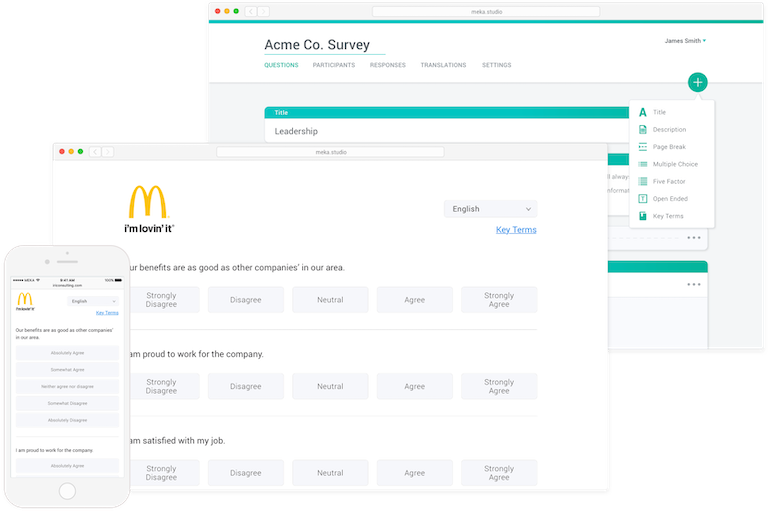 meka.studio
Acme Co. Survey
James Smith
QUESTIONS PARTICIPANTS RESPONSES TRANSLATIONS SETTINGS
+
Title
Leadership
Title
Description
Page Break
Multiple Choice
Five Factor
Open Ended
Key Terms
ll alway
informat
meka.studio
i'm lovin' it
English
Key Terms
ur benefits are as good as other companies' in our area.
Strongly Disagree
Disagree
Neutral
Agree
Strongly Agree
am proud to work for the company.
Strongly Disagree
Disagree
Neutral
Agree
Strongly Agree
am satisfied with my job.
Strongly Disagree
Disagree
Neutral
Agree
Strongly Agree
MEKA 9:41 AM 100%
i'm lovin' it
English
Key Terms
Our benefits are as good as other companies'
in our area.
Absolutely Agree
Somewhat Agree
Neither agree nor disagree
Somewhat Disagree
Absolutely Disagree
I am proud to work for the company.
Absolutely Agree